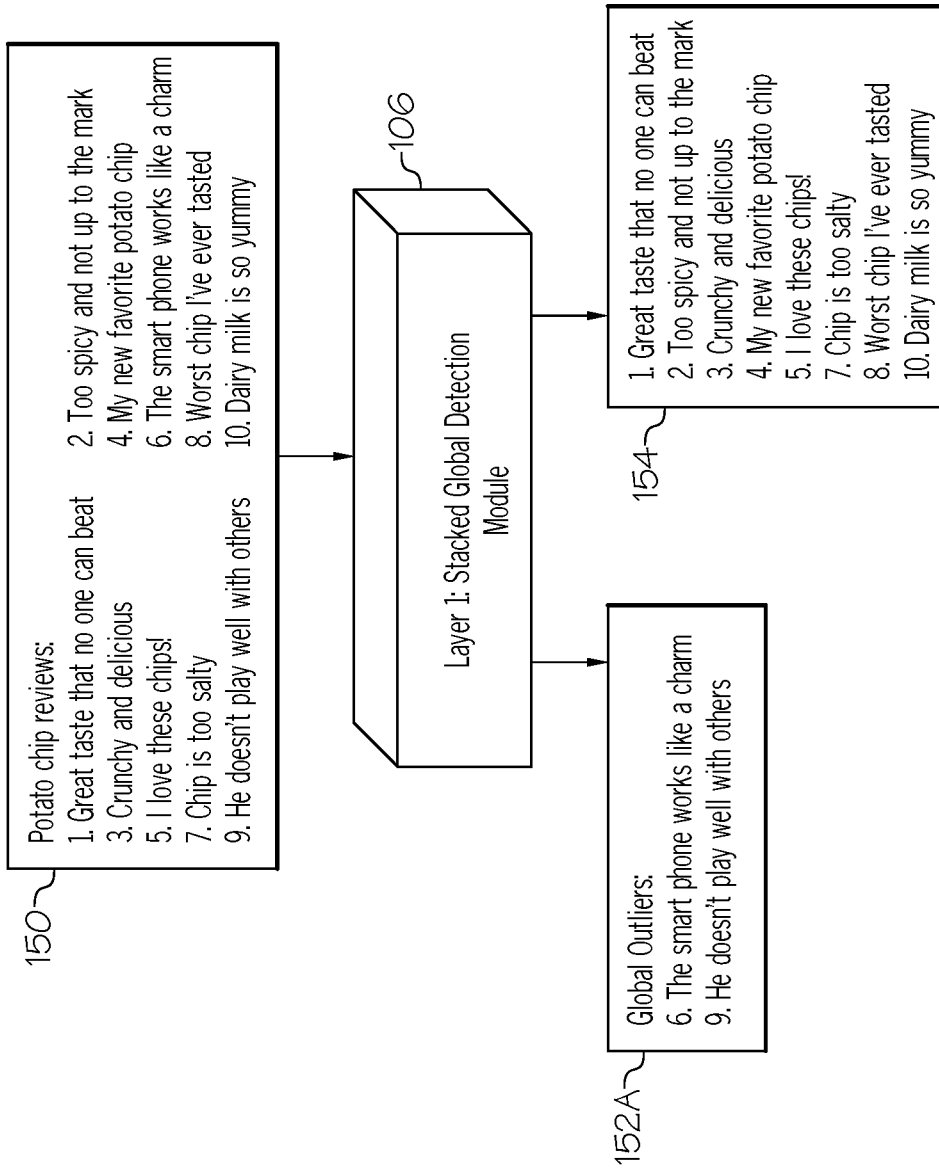 150
Potato chip reviews:
1. Great taste that no one can beat 2. Too spicy and not up to the mark
3. Crunchy and delicious 4. My new favorite potato chip
5. I love these chips! 6. The smart phone works like a charm
7. Chip is too salty 8. Worst chip I've ever tasted
9. He doesn't play well with others 10. Dairy milk is so yummy
106
Layer 1: Stacked Global Detection
Module
152A
Global Outliers:
6. The smart phone works like a charm
9. He doesn't play well with others
154
1. Great taste that no one can beat
2. Too spicy and not up to the mark
3. Crunchy and delicious
4. My new favorite potato chip
5. I love these chips!
7. Chip is too salty
8. Worst chip I've ever tasted
10. Dairy milk is so yummy